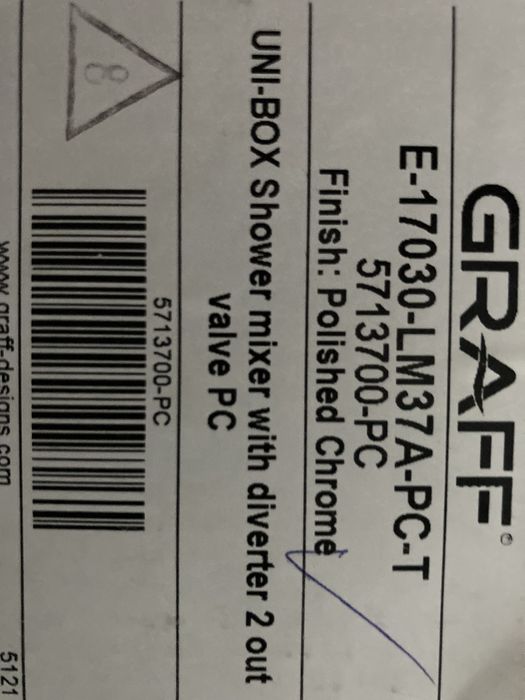 GRAFF®
E-17030-LM37A-PC-T
5713700-PC
Finish: Polished Chrome
UNI-BOX Shower mixer with diverter 2 out
valve PC
8
5713700-PC
www.graff-designs.com
5121